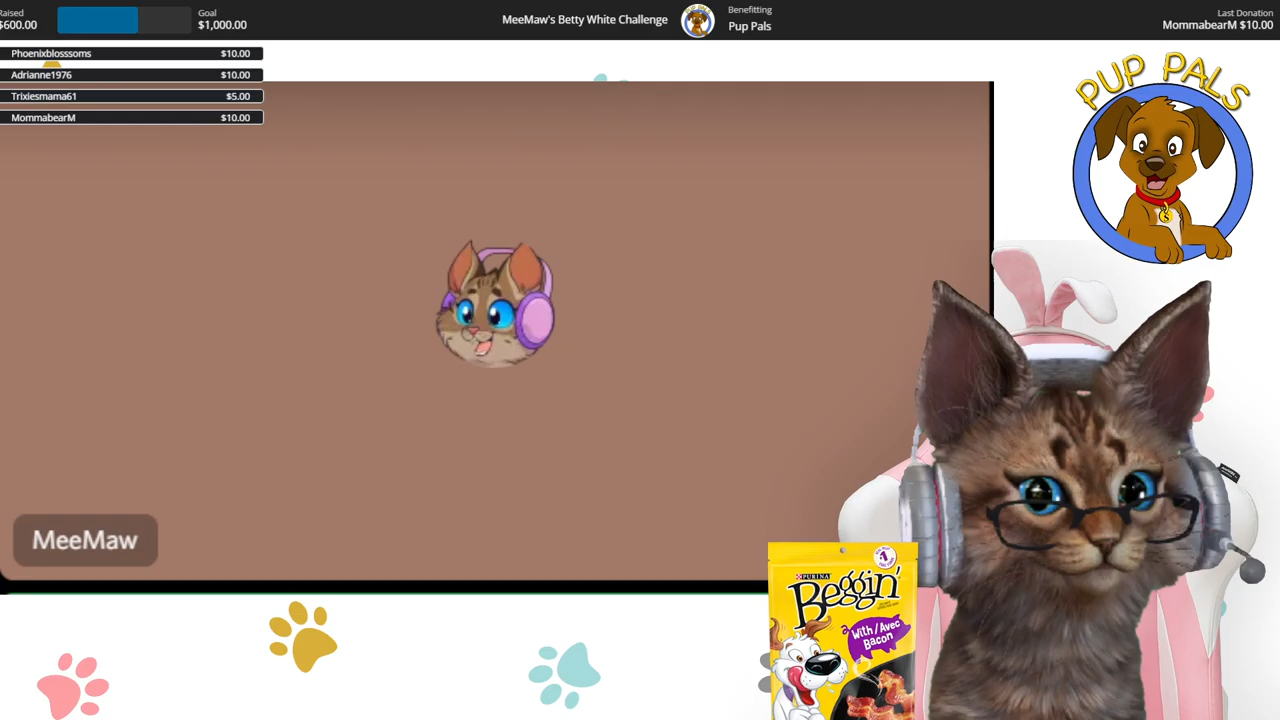 Raised
$600.00
Goal
$1,000.00
MeeMaw's Betty White Challenge
Benefitting
Pup Pals
Last Donation
MommabearM $10.00
Phoenixblosssoms $10.00
Adrianne1976 $10.00
Trixiesmama61 $5.00
MommabearM $10.00
PUP PALS
MeeMaw
PURINA
Beggin'
With / Avec
Bacon